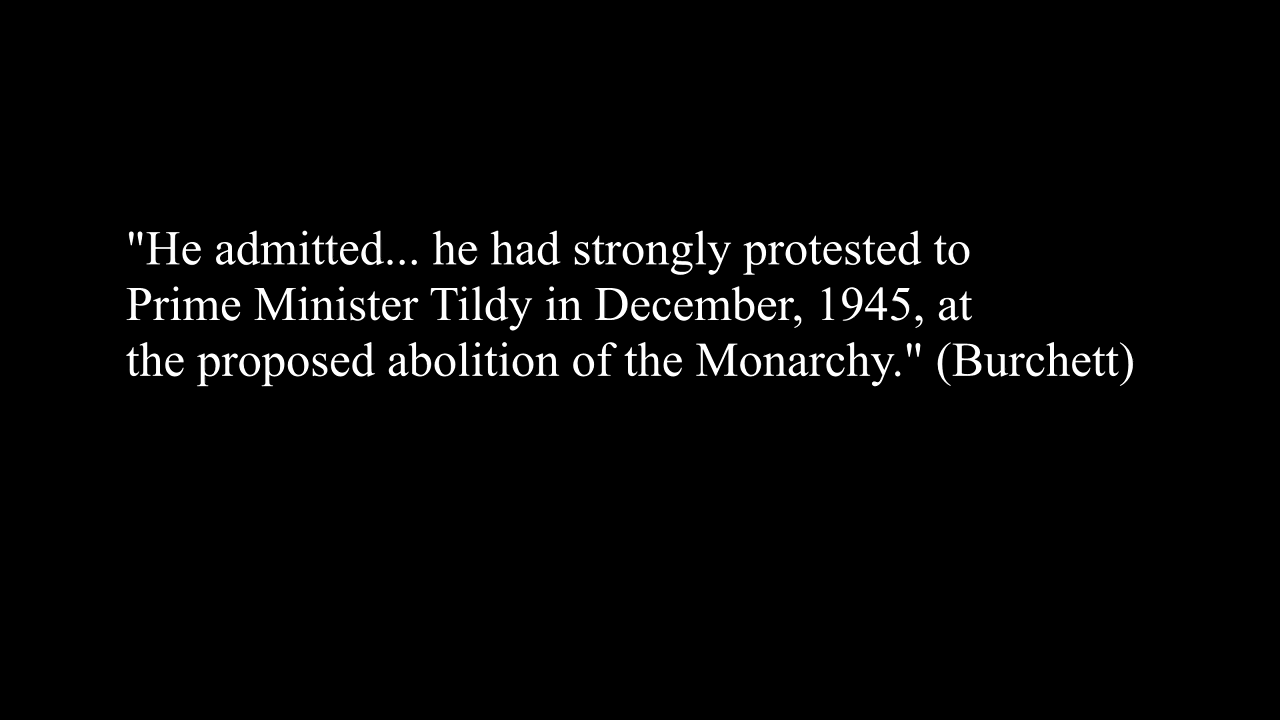 "He admitted... he had strongly protested to
Prime Minister Tildy in December, 1945, at
the proposed abolition of the Monarchy." (Burchett)